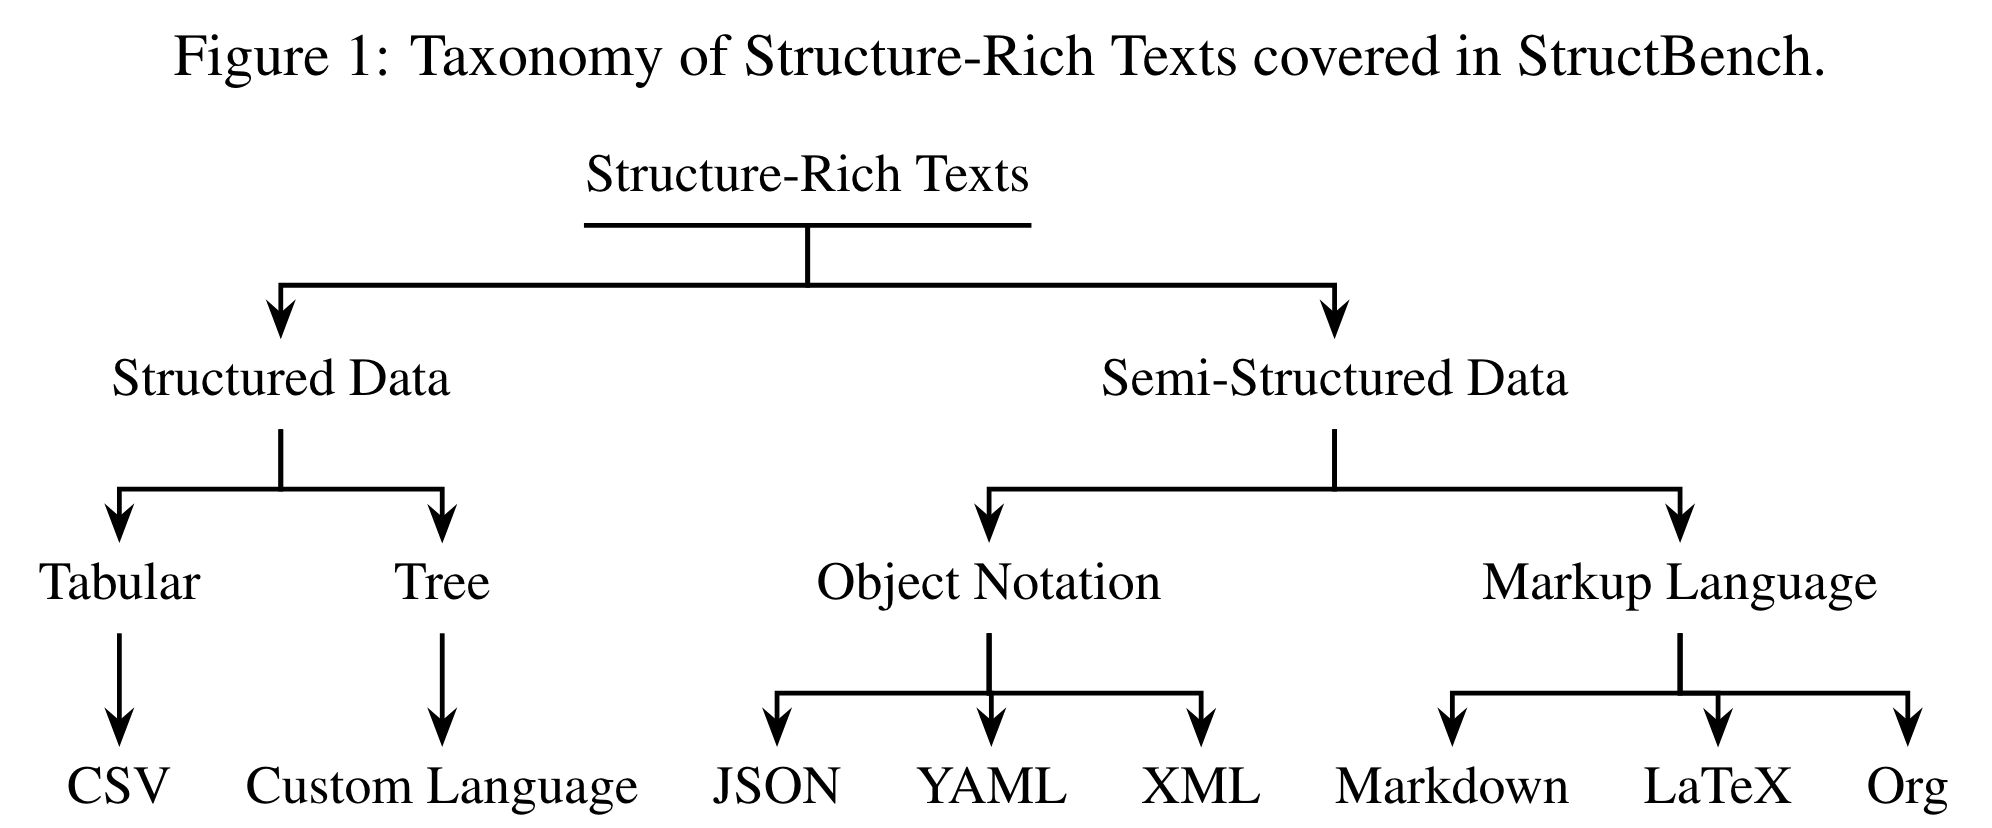 Figure 1: Taxonomy of Structure-Rich Texts covered in StructBench.
Structure-Rich Texts
Structured Data
Semi-Structured Data
Tabular
Tree
Object Notation
Markup Language
CSV
Custom Language
JSON
YAML
XML
Markdown
LaTeX
Org